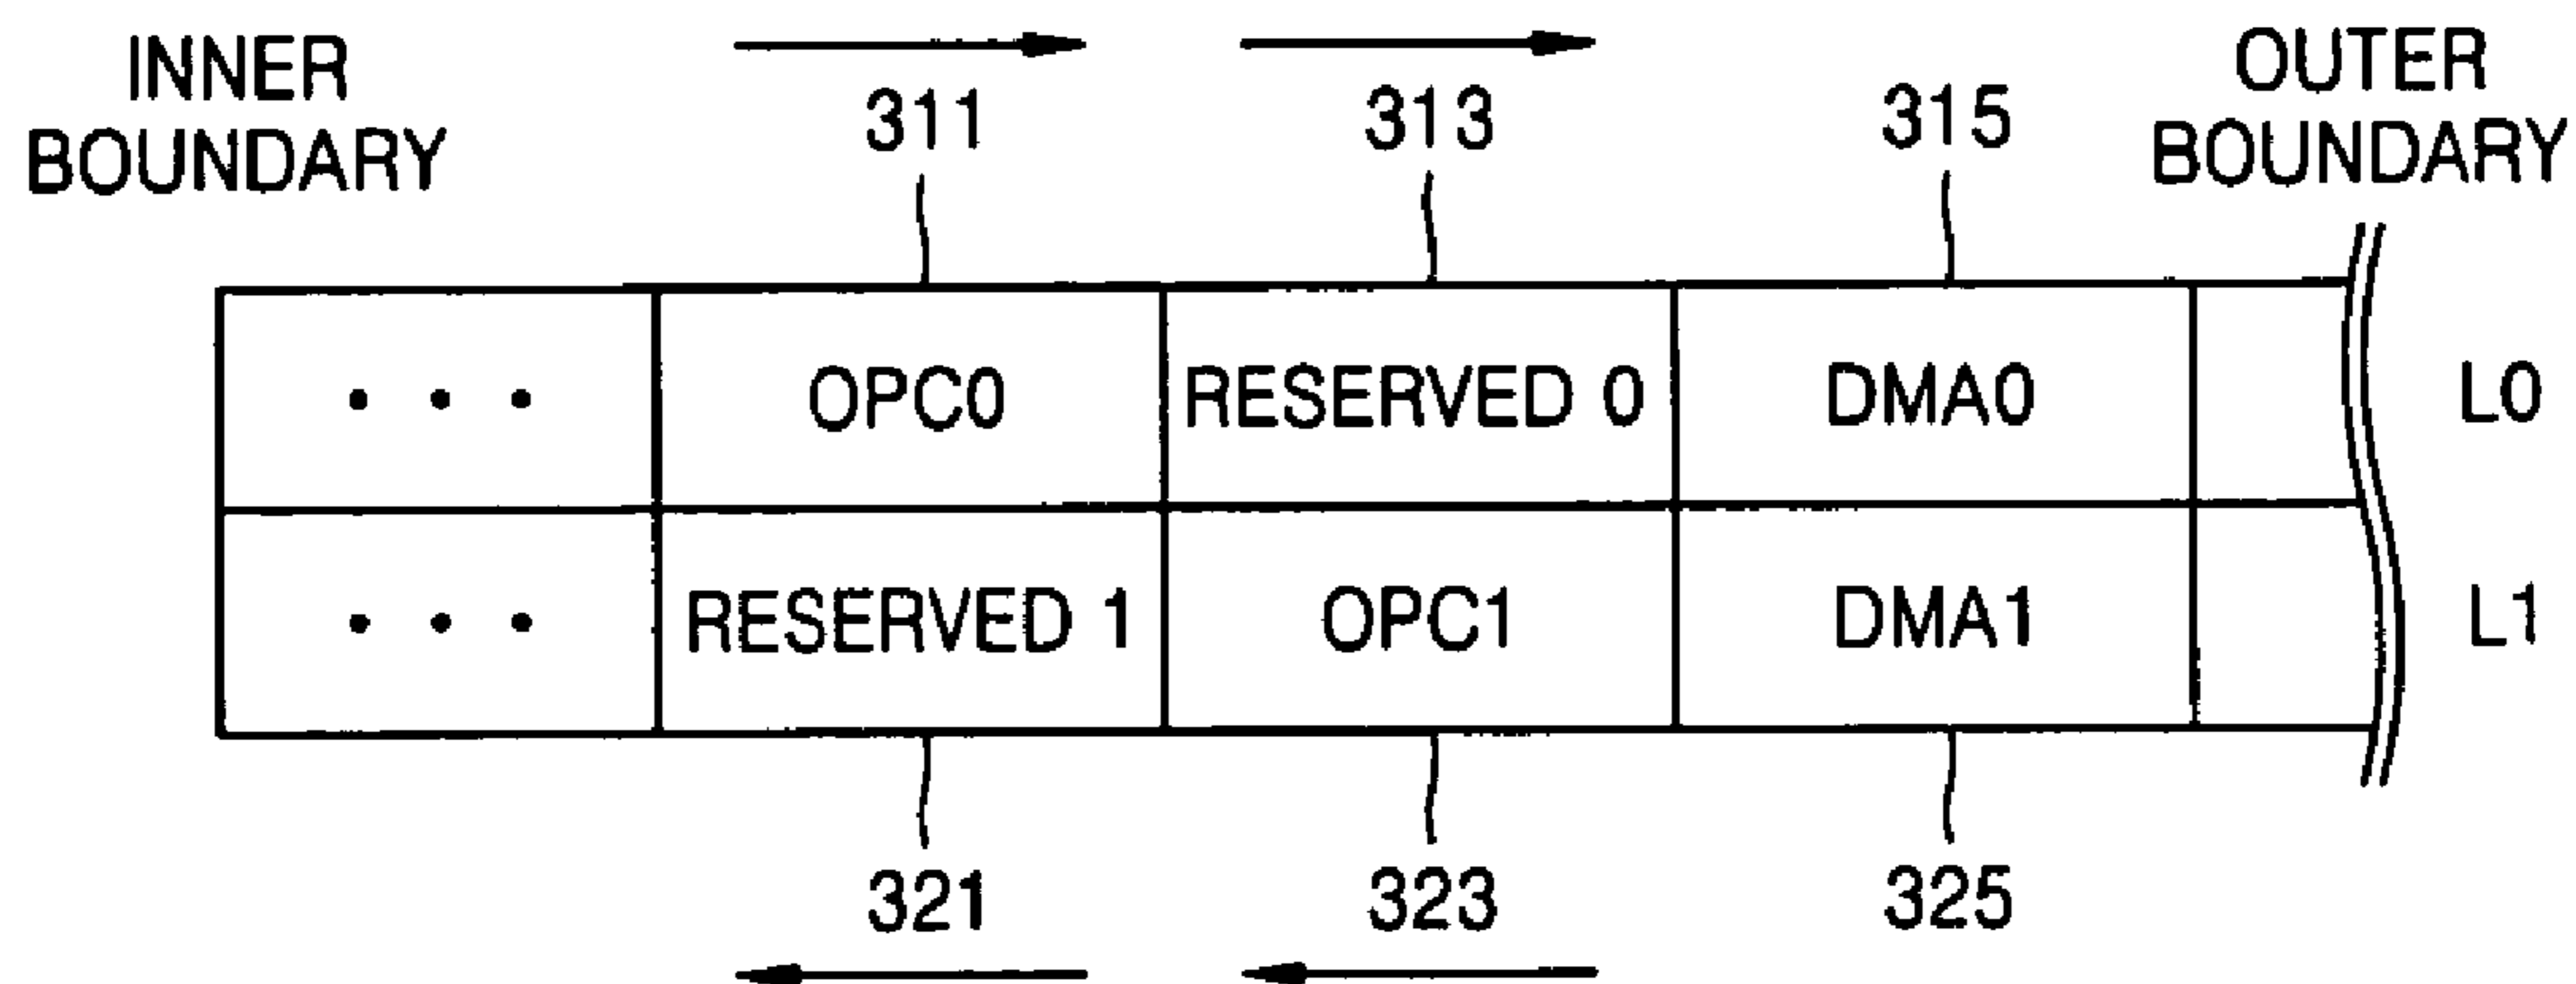 INNER BOUNDARY
311
313
315
OUTER BOUNDARY
• • •
OPC0
RESERVED 0
DMA0
L0
• • •
RESERVED 1
OPC1
DMA1
L1
321
323
325